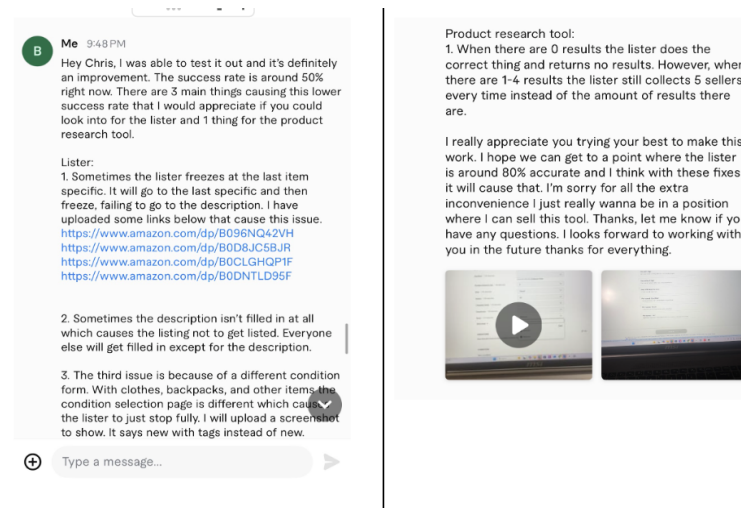 B
Me 9:48 PM
Hey Chris, I was able to test it out and it's definitely
an improvement. The success rate is around 50%
right now. There are 3 main things causing this lower
success rate that I would appreciate if you could
look into for the lister and 1 thing for the product
research tool.
Lister:
1. Sometimes the lister freezes at the last item
specific. It will go to the last specific and then
freeze, failing to go to the description. I have
uploaded some links below that cause this issue.
https://www.amazon.com/dp/B096NQ42VH
https://www.amazon.com/dp/B0D8JC5BJR
https://www.amazon.com/dp/B0CLGHQP1F
https://www.amazon.com/dp/B0DNTLD95F
2. Sometimes the description isn't filled in at all
which causes the listing not to get listed. Everyone
else will get filled in except for the description.
3. The third issue is because of a different condition
form. With clothes, backpacks, and other items the
condition selection page is different which
the lister to just stop fully. I will upload a screenshot
to show. It says new with tags instead of new.
Type a message...
Product research tool:
1. When there are 0 results the lister does the
correct thing and returns no results. However, when
there are 1-4 results the lister still collects 5 sellers
every time instead of the amount of results there
are.
I really appreciate you trying your best to make this
work. I hope we can get to a point where the lister
is around 80% accurate and I think with these fixes
it will cause that. I'm sorry for all the extra
inconvenience I just really wanna be in a position
where I can sell this tool. Thanks, let me know if yo
have any questions. I looks forward to working with
you in the future thanks for everything.